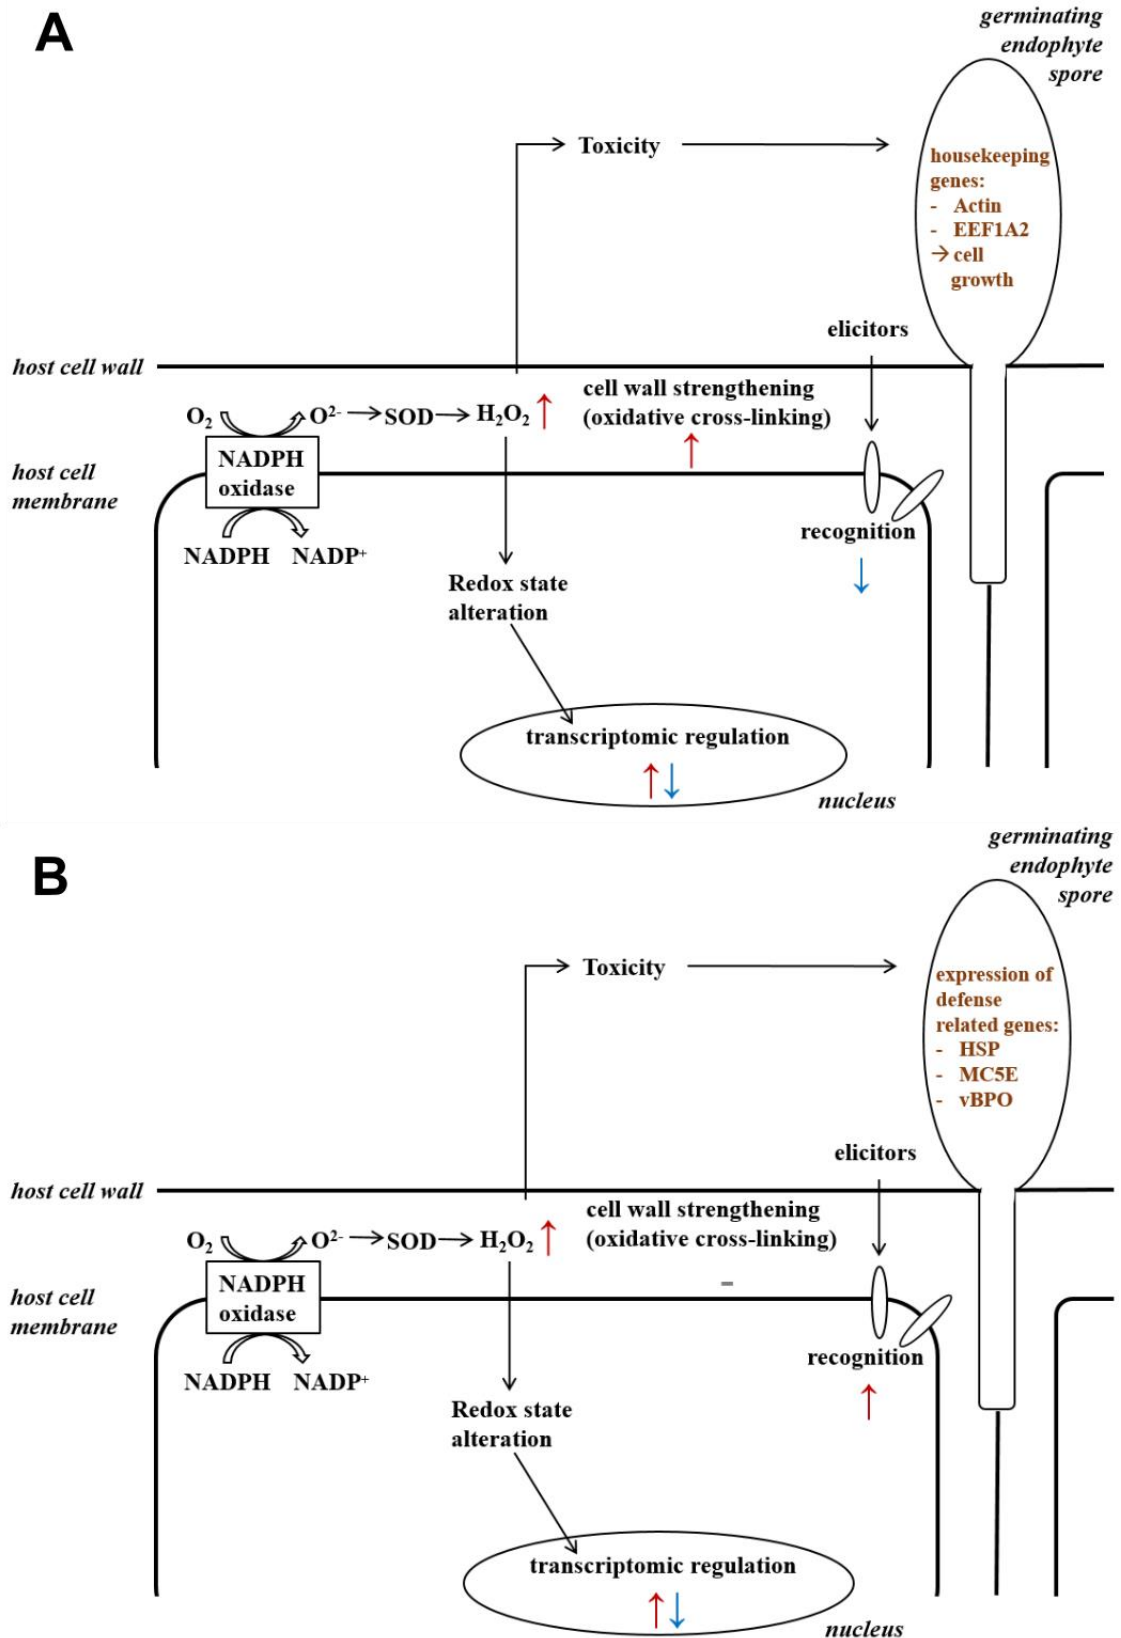 A
germinating
endophyte
spore
Toxicity
housekeeping
genes:
- Actin
- EEF1A2
→ cell
growth
elicitors
host cell wall
cell wall strengthening
(oxidative cross-linking)
O₂ O²⁻ → SOD → H₂O₂ ↑
↑
NADPH
oxidase
host cell
membrane
recognition
↓
NADPH NADP⁺
Redox state
alteration
transcriptomic regulation
↑↓
nucleus
B
germinating
endophyte
spore
Toxicity
expression of
defense
related genes:
- HSP
- MC5E
- vBPO
elicitors
host cell wall
cell wall strengthening
(oxidative cross-linking)
O₂ O²⁻ → SOD → H₂O₂ ↑
-
NADPH
oxidase
host cell
membrane
recognition
↑
NADPH NADP⁺
Redox state
alteration
transcriptomic regulation
↑↓
nucleus